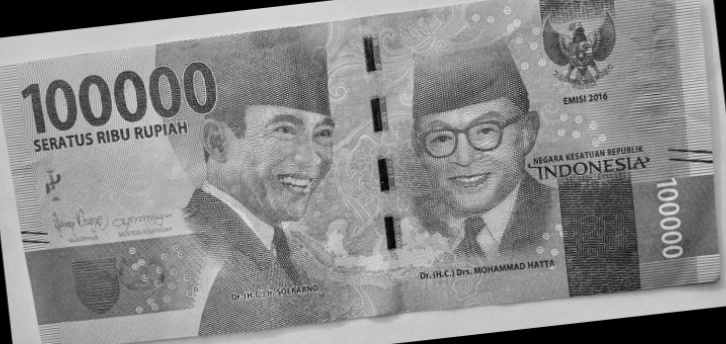 100000
SERATUS RIBU RUPIAH
EMISI 2016
NEGARA KESATUAN REPUBLIK
INDONESIA
100000
Dr. (H.C.) Ir. SOEKARNO
Dr. (H.C.) Drs. MOHAMMAD HATTA